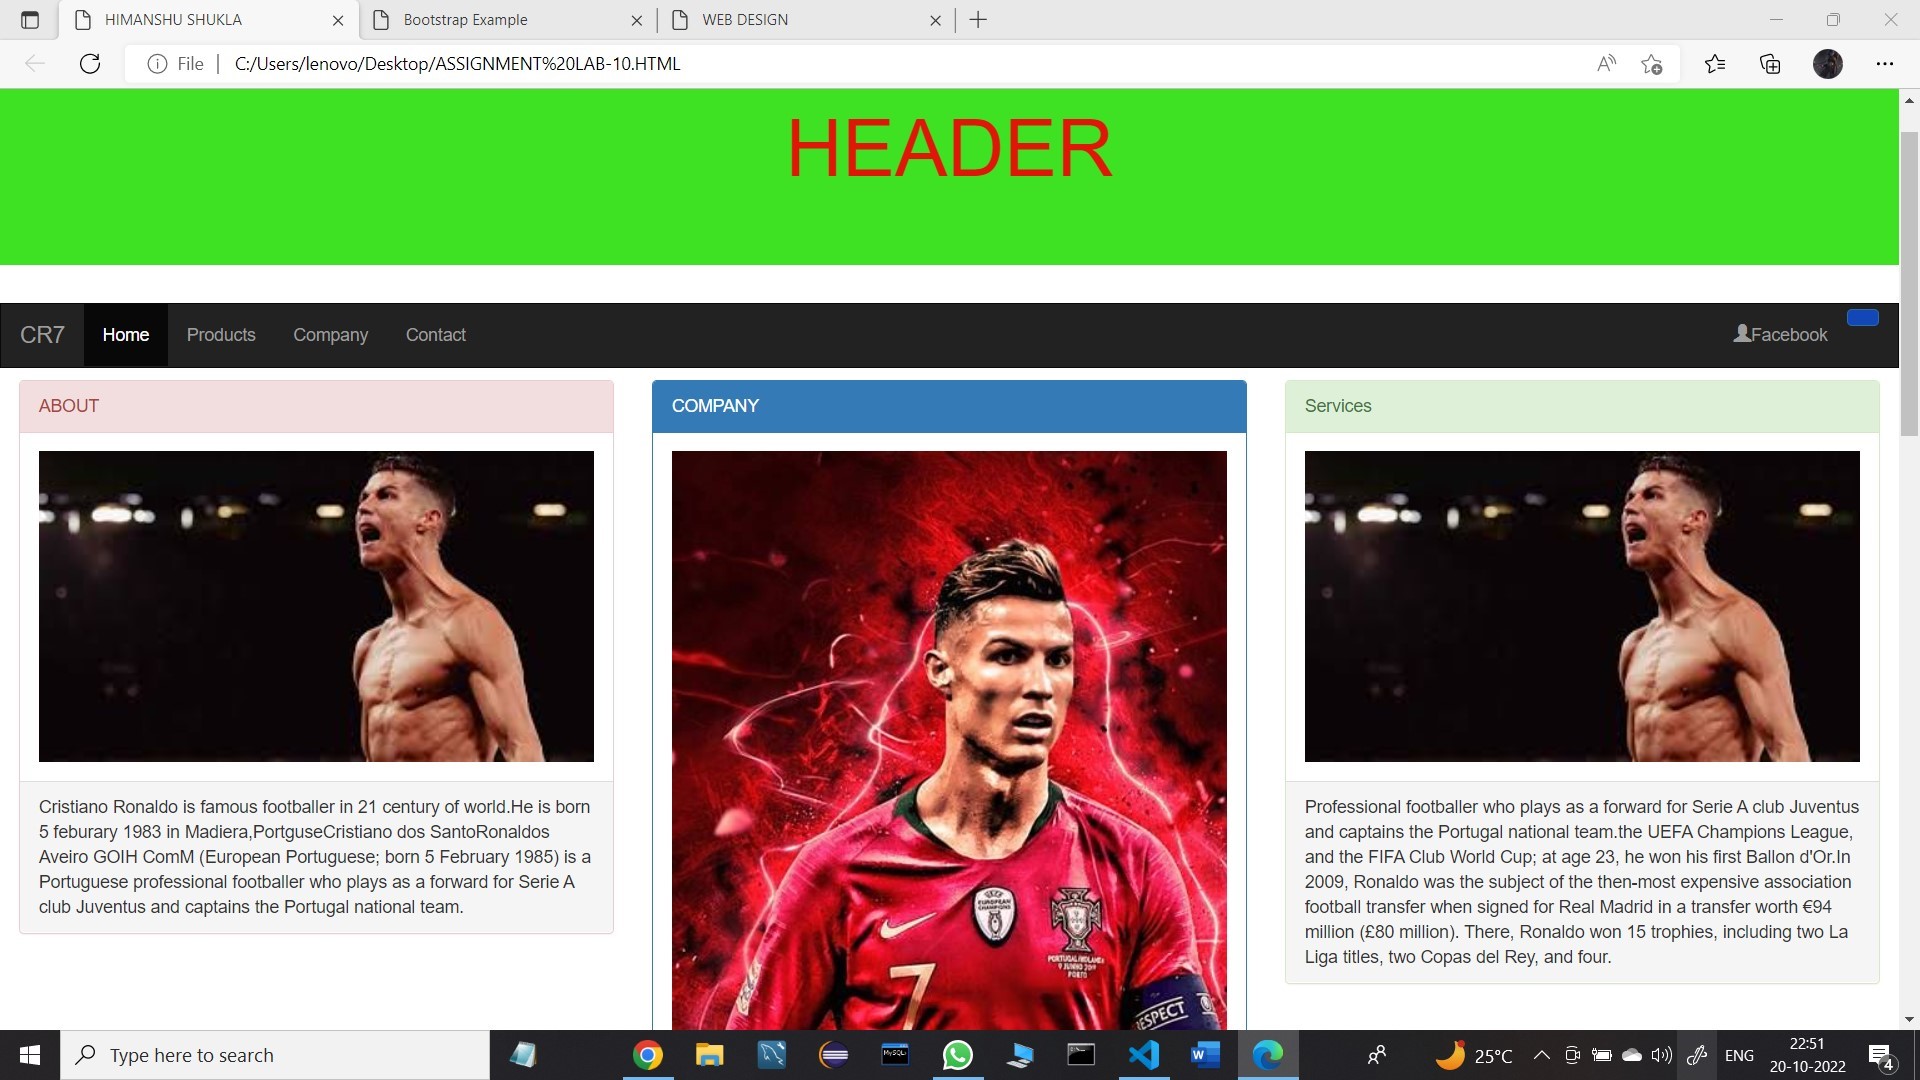 HIMANSHU SHUKLA
Bootstrap Example
WEB DESIGN
File
C:/Users/lenovo/Desktop/ASSIGNMENT%20LAB-10.HTML
HEADER
CR7
Home
Products
Company
Contact
Facebook
ABOUT
Cristiano Ronaldo is famous footballer in 21 century of world.He is born
5 feburary 1983 in Madiera,PortguseCristiano dos SantoRonaldos
Aveiro GOIH ComM (European Portuguese; born 5 February 1985) is a
Portuguese professional footballer who plays as a forward for Serie A
club Juventus and captains the Portugal national team.
COMPANY
EUROPEAN
CHAMPIONS
PORTUGAL
9 JUNHO 2019
PORTO
7
RESPECT
Services
Professional footballer who plays as a forward for Serie A club Juventus
and captains the Portugal national team.the UEFA Champions League,
and the FIFA Club World Cup; at age 23, he won his first Ballon d'Or.In
2009, Ronaldo was the subject of the then-most expensive association
football transfer when signed for Real Madrid in a transfer worth €94
million (£80 million). There, Ronaldo won 15 trophies, including two La
Liga titles, two Copas del Rey, and four.
Type here to search
MySQL
25°C
ENG
22:51
20-10-2022
4